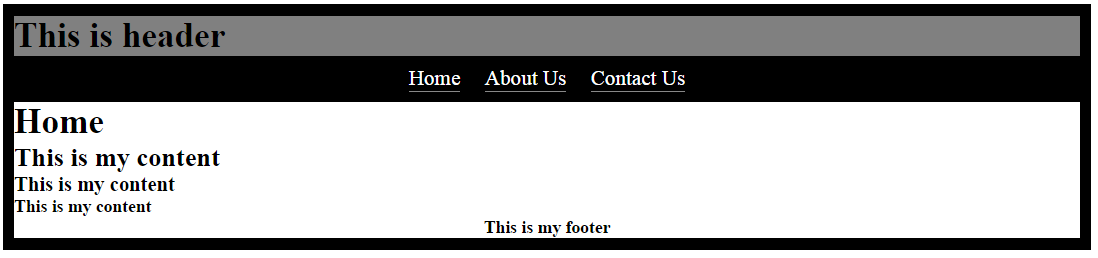 This is header
Home About Us Contact Us
Home
This is my content
This is my content
This is my content
This is my footer